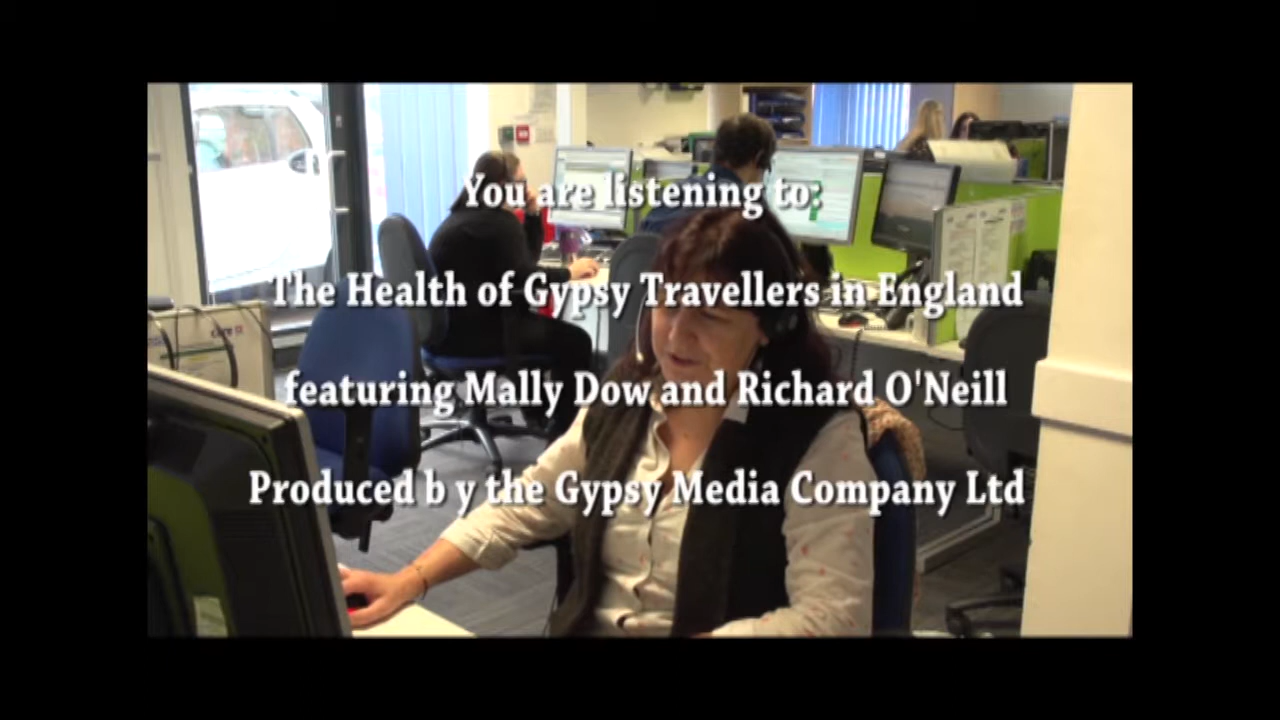 You are listening to:
The Health of Gypsy Travellers in England
featuring Mally Dow and Richard O'Neill
Produced b y the Gypsy Media Company Ltd